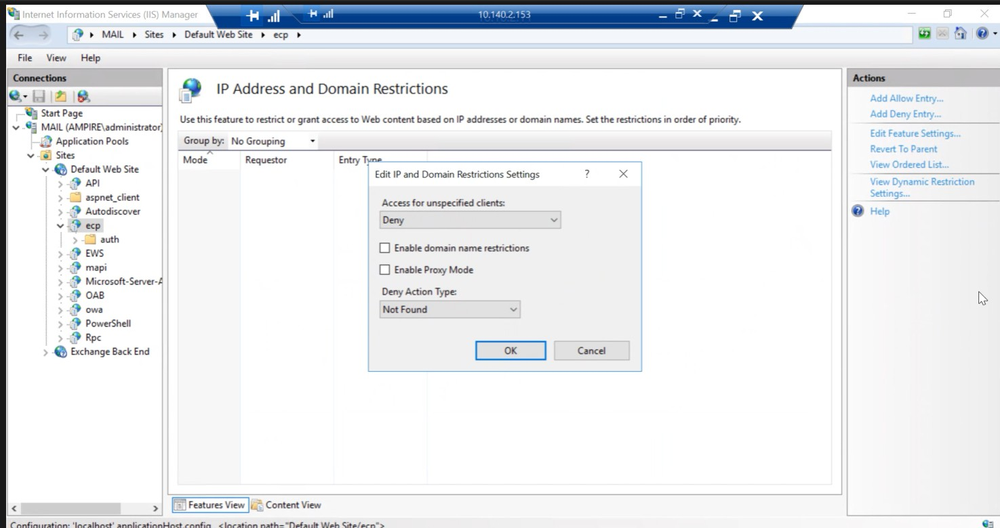 Internet Information Services (IIS) Manager
10.140.2.153
MAIL Sites Default Web Site ecp
File View Help
Connections
Start Page
MAIL (AMPIRE\administrator)
Application Pools
Sites
Default Web Site
API
aspnet_client
Autodiscover
ecp
auth
EWS
mapi
Microsoft-Server-A
OAB
owa
PowerShell
Rpc
Exchange Back End
IP Address and Domain Restrictions
Use this feature to restrict or grant access to Web content based on IP addresses or domain names. Set the restrictions in order of priority.
Group by: No Grouping
Mode Requestor Entry Type
Edit IP and Domain Restrictions Settings ?
Access for unspecified clients:
Deny
Enable domain name restrictions
Enable Proxy Mode
Deny Action Type:
Not Found
OK Cancel
Features View Content View
Actions
Add Allow Entry...
Add Deny Entry...
Edit Feature Settings...
Revert To Parent
View Ordered List...
View Dynamic Restriction
Settings...
Help
Configuration: 'localhost' applicationHost.config , <location path="Default Web Site/ecp">